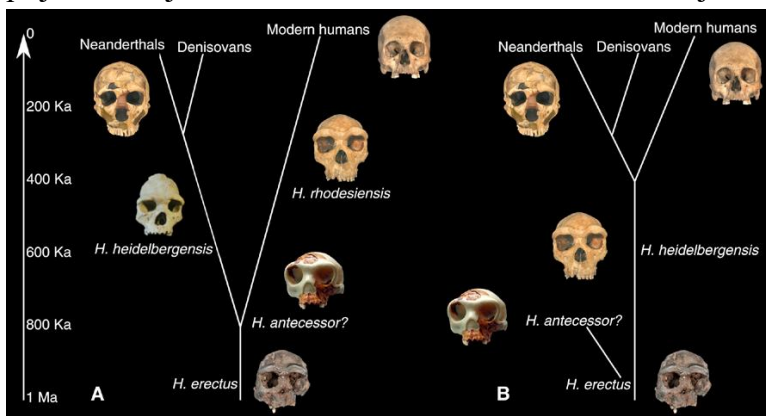 0
200 Ka
400 Ka
600 Ka
800 Ka
1 Ma
Neanderthals
Denisovans
Modern humans
H. rhodesiensis
H. heidelbergensis
H. antecessor?
H. erectus
A
Neanderthals
Denisovans
Modern humans
H. heidelbergensis
H. antecessor?
H. erectus
B